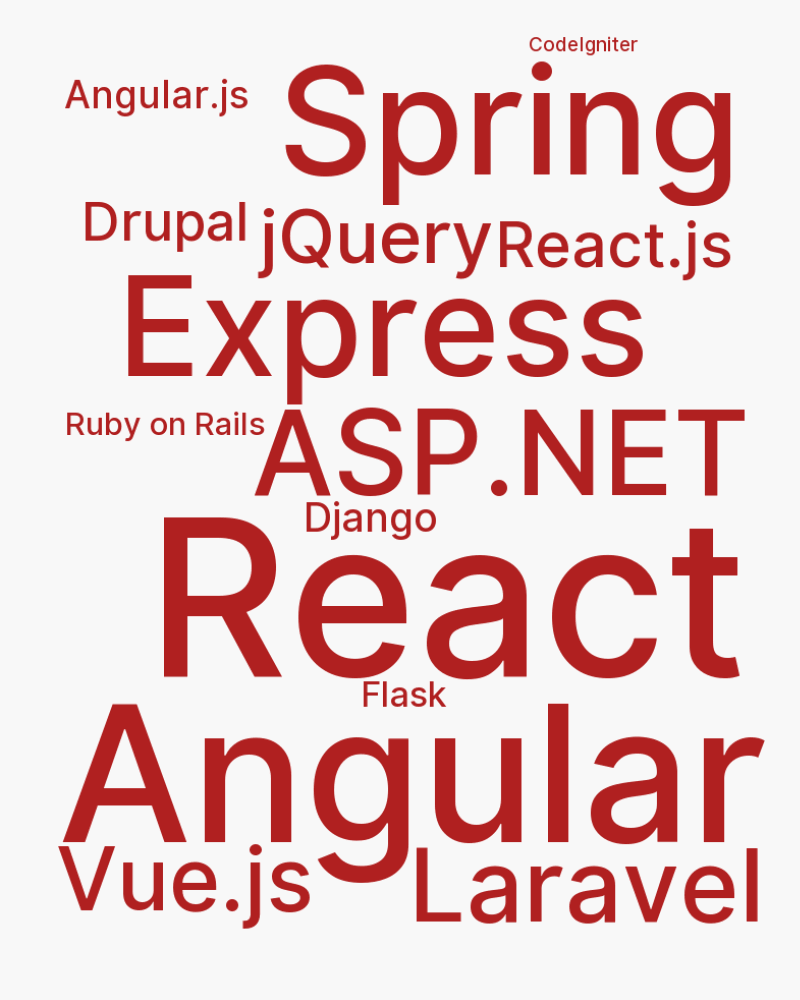 CodeIgniter
Angular.js
Spring
Drupal
jQuery
React.js
Express
Ruby on Rails
ASP.NET
Django
React
Flask
Angular
Vue.js
Laravel